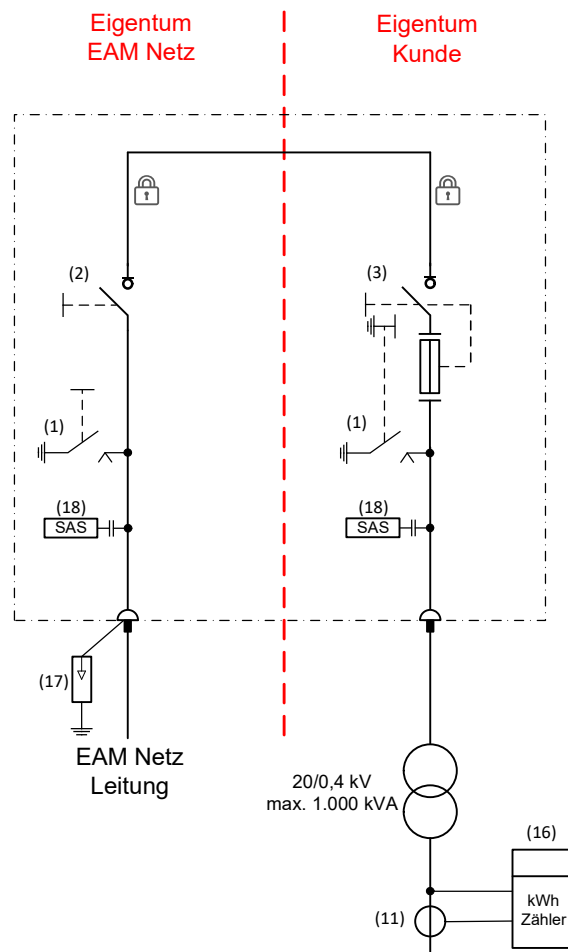 Eigentum
EAM Netz
Eigentum
Kunde
(2)
(3)
(1)
(1)
(18)
SAS
(18)
SAS
(17)
EAM Netz
Leitung
20/0,4 kV
max. 1.000 kVA
(16)
kWh
Zähler
(11)